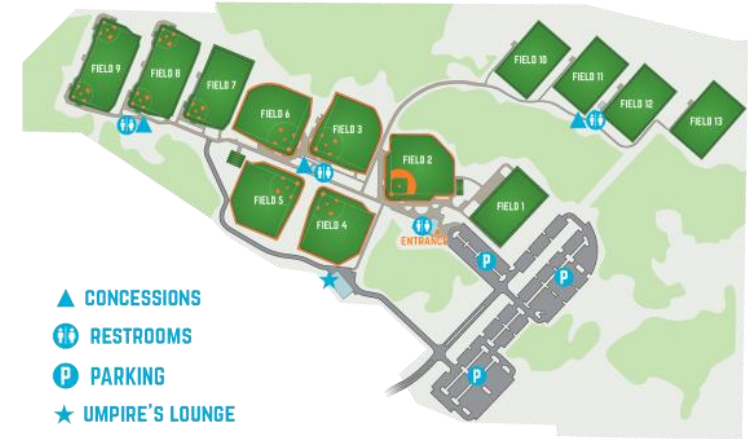 FIELD 9
FIELD 8
FIELD 7
FIELD 6
FIELD 3
FIELD 10
FIELD 11
FIELD 12
FIELD 13
FIELD 2
FIELD 5
FIELD 4
FIELD 1
ENTRANCE
P
P
P
CONCESSIONS
RESTROOMS
P PARKING
UMPIRE'S LOUNGE